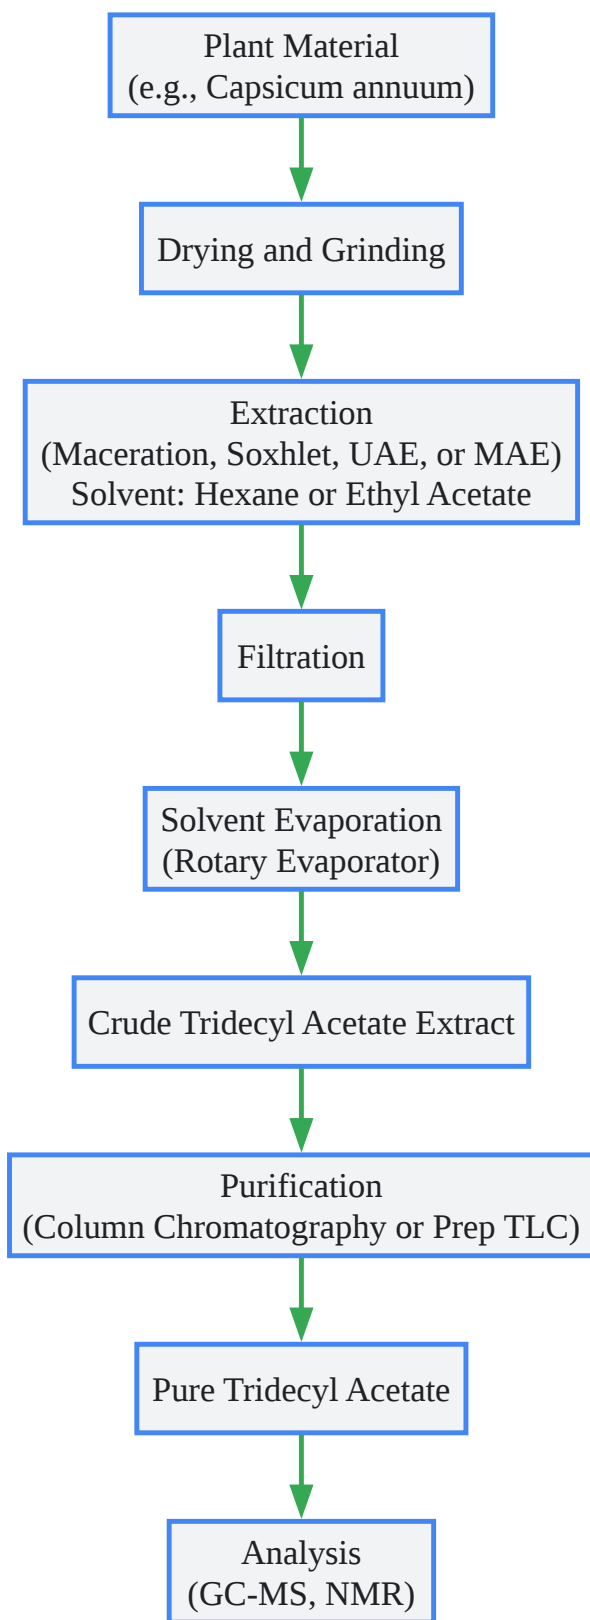 Plant Material
(e.g., Capsicum annuum)
Drying and Grinding
Extraction
(Maceration, Soxhlet, UAE, or MAE)
Solvent: Hexane or Ethyl Acetate
Filtration
Solvent Evaporation
(Rotary Evaporator)
Crude Tridecyl Acetate Extract
Purification
(Column Chromatography or Prep TLC)
Pure Tridecyl Acetate
Analysis
(GC-MS, NMR)